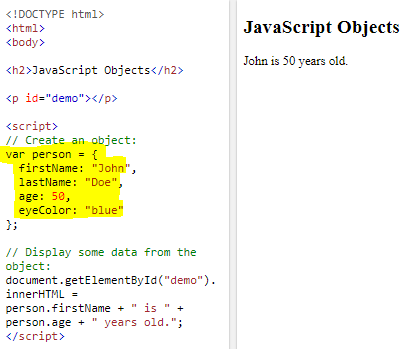 <!DOCTYPE html>
<html>
<body>
<h2>JavaScript Objects</h2>
<p id="demo"></p>
<script>
// Create an object:
var person = {
  firstName: "John",
  lastName: "Doe",
  age: 50,
  eyeColor: "blue"
};
// Display some data from the
object:
document.getElementById("demo").
innerHTML =
person.firstName + " is " +
person.age + " years old.";
</script>
JavaScript Objects
John is 50 years old.